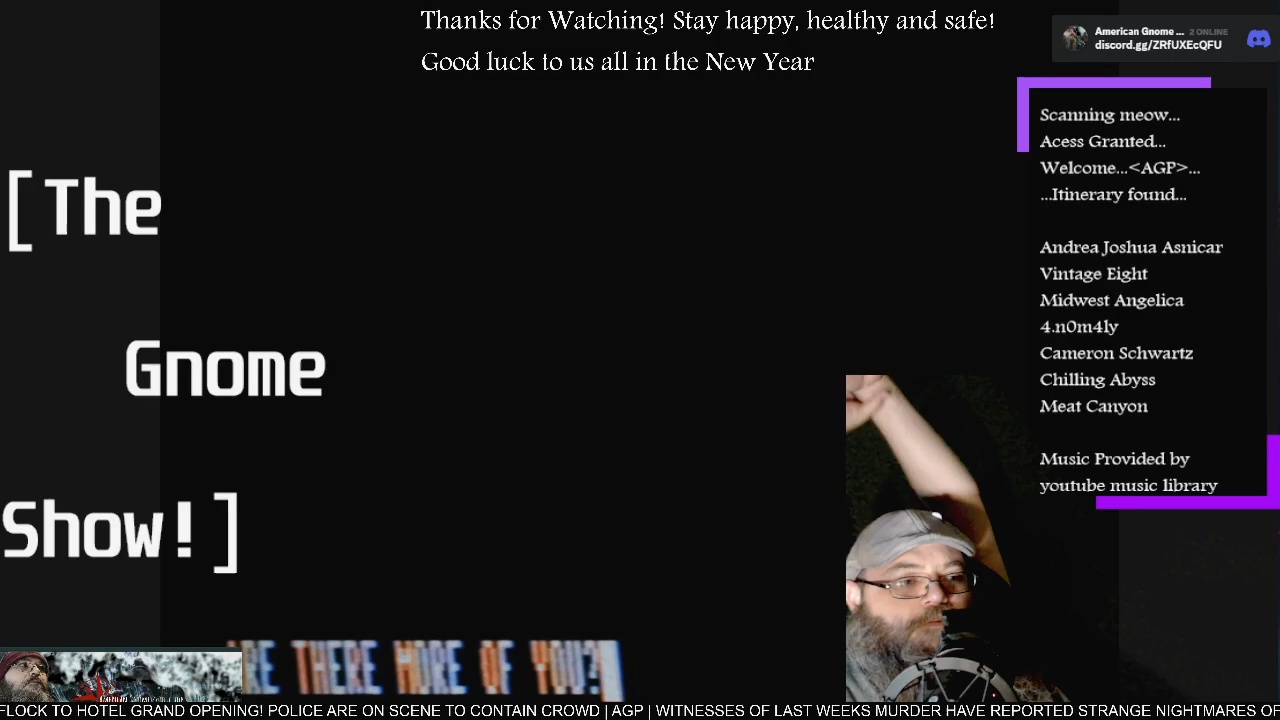 Thanks for Watching! Stay happy, healthy and safe!
Good luck to us all in the New Year
American Gnome ... 2 ONLINE
discord.gg/ZRfUXEcQFU
Scanning meow...
Acess Granted...
Welcome...<AGP>...
...Itinerary found...
Andrea Joshua Asnicar
Vintage Eight
Midwest Angelica
4.n0m4ly
Cameron Schwartz
Chilling Abyss
Meat Canyon
Music Provided by
youtube music library
[The
Gnome
Show!]
THERE MORE OF YOU?
FLOCK TO HOTEL GRAND OPENING! POLICE ARE ON SCENE TO CONTAIN CROWD | AGP | WITNESSES OF LAST WEEKS MURDER HAVE REPORTED STRANGE NIGHTMARES OF